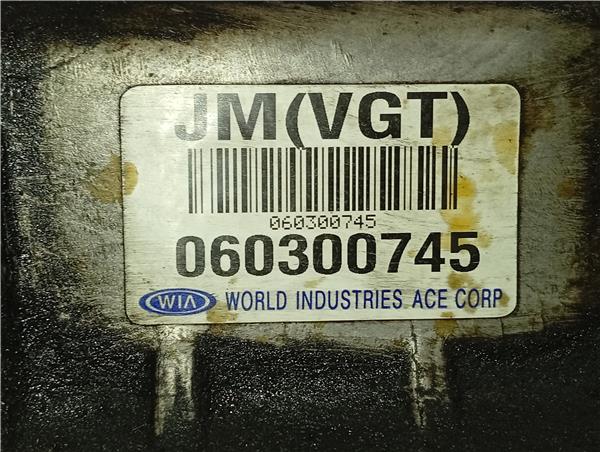 JM(VGT)
060300745
060300745
WIA WORLD INDUSTRIES ACE CORP